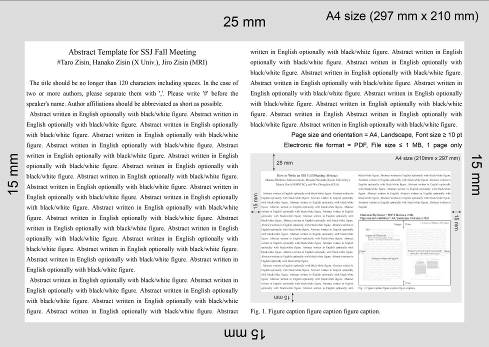 25 mm
A4 size (297 mm x 210 mm)
Abstract Template for SSJ Fall Meeting
#Taro Zisin, Hanako Zisin (X Univ.), Jiro Zisin (MRI)
The title should be no longer than 120 characters including spaces. In the case of
two or more authors, please separate them with ','. Please write '#' before the
speaker's name. Author affiliations should be abbreviated as short as possible.
Abstract written in English optionally with black/white figure. Abstract written in
English optionally with black/white figure. Abstract written in English optionally
with black/white figure. Abstract written in English optionally with black/white
figure. Abstract written in English optionally with black/white figure. Abstract
written in English optionally with black/white figure. Abstract written in English
optionally with black/white figure. Abstract written in English optionally with
black/white figure. Abstract written in English optionally with black/white figure.
Abstract written in English optionally with black/white figure. Abstract written in
English optionally with black/white figure. Abstract written in English optionally
with black/white figure. Abstract written in English optionally with black/white
figure. Abstract written in English optionally with black/white figure. Abstract
written in English optionally with black/white figure. Abstract written in English
optionally with black/white figure. Abstract written in English optionally with
black/white figure. Abstract written in English optionally with black/white figure.
Abstract written in English optionally with black/white figure. Abstract written in
English optionally with black/white figure.
Abstract written in English optionally with black/white figure. Abstract written in
English optionally with black/white figure. Abstract written in English optionally
with black/white figure. Abstract written in English optionally with black/white
figure. Abstract written in English optionally with black/white figure. Abstract
written in English optionally with black/white figure. Abstract written in English
optionally with black/white figure. Abstract written in English optionally with
black/white figure. Abstract written in English optionally with black/white figure.
Abstract written in English optionally with black/white figure. Abstract written in
English optionally with black/white figure. Abstract written in English optionally
with black/white figure. Abstract written in English optionally with black/white
figure. Abstract written in English optionally with black/white figure.
Page size and orientation = A4, Landscape, Font size ≥ 10 pt
Electronic file format = PDF, File size ≤ 1 MB, 1 page only
25 mm
A4 size (210mm x 297 mm)
15 mm
Fig. 1. Figure caption figure caption figure caption.
15 mm
15 mm
15 mm